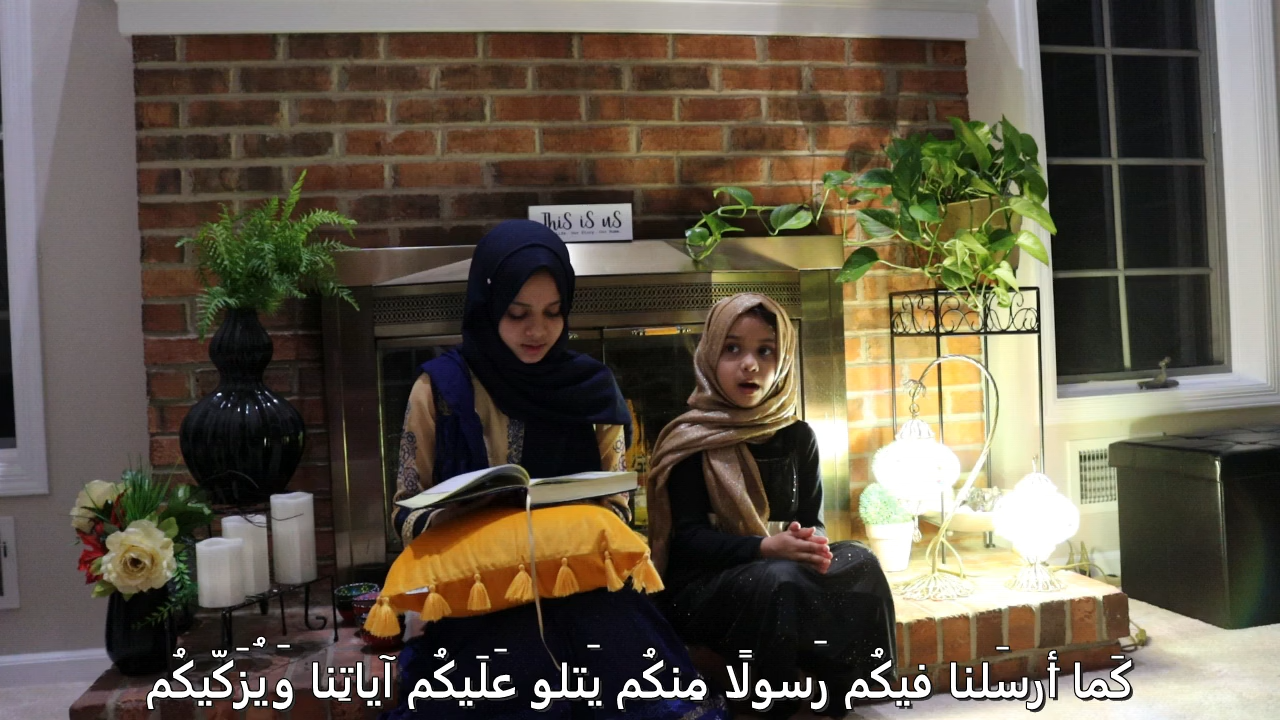 THiS iS uS
كَما أَرسَلنا فيكُم رَسولًا مِنكُم يَتلو عَلَيكُم آياتِنا وَيُزَكّيكُم